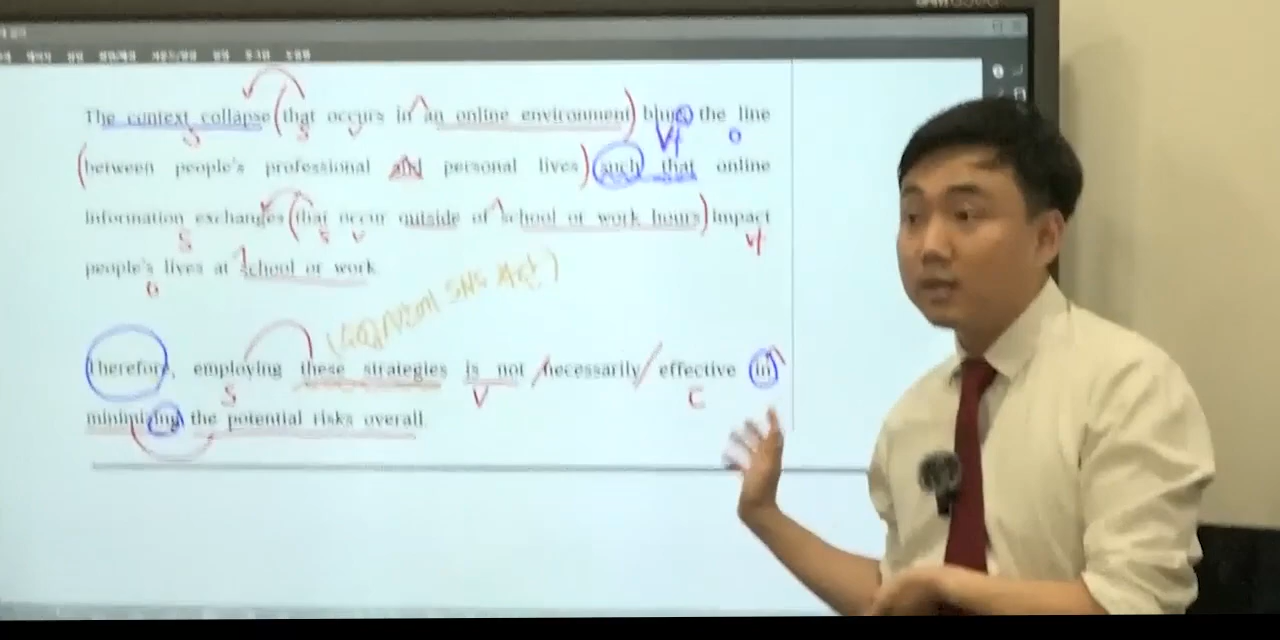 The context collapse (that occurs in an online environment) blurs the line
(between people's professional and personal lives) such that online
information exchanges (that occur outside of school or work hours) impact
people's lives at school or work.
Therefore, employing these strategies is not necessarily effective in
minimizing the potential risks overall.